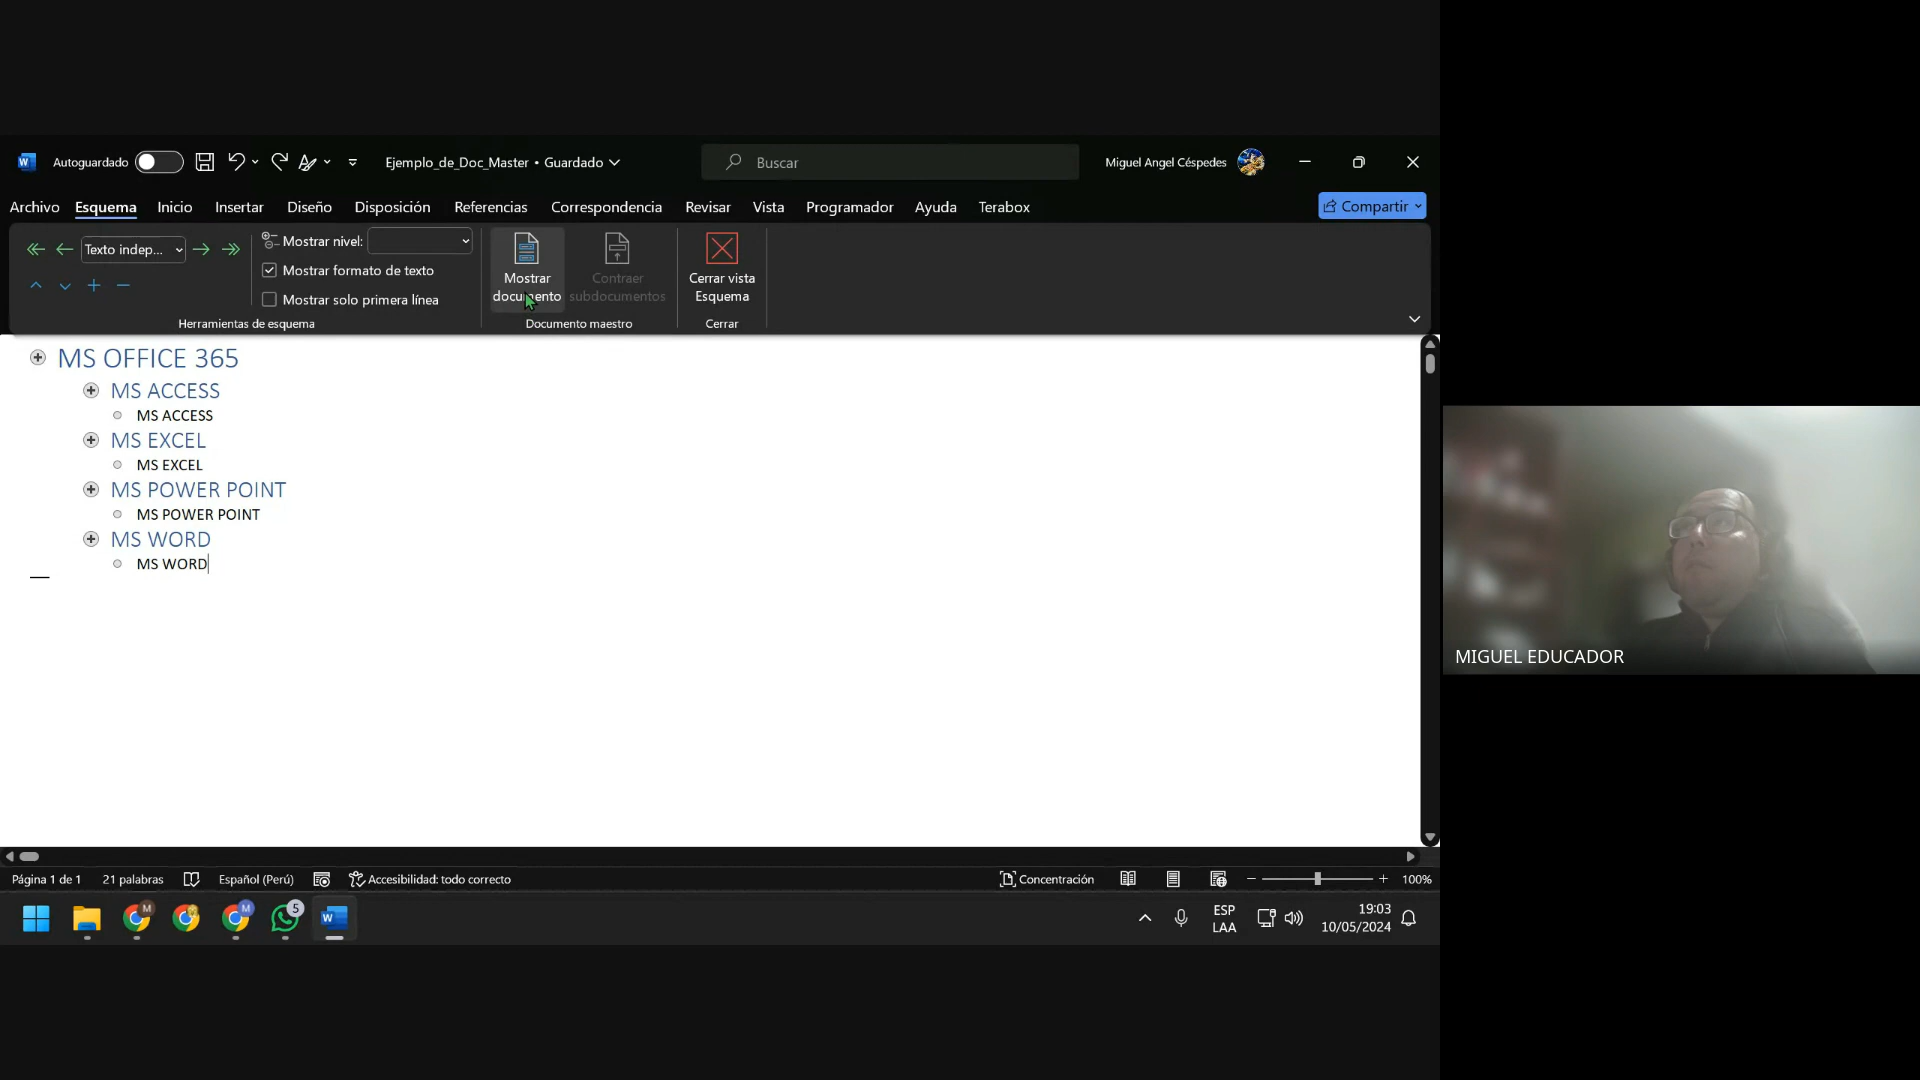 Autoguardado
Ejemplo_de_Doc_Master • Guardado
Buscar
Miguel Angel Céspedes
Archivo Esquema Inicio Insertar Diseño Disposición Referencias Correspondencia Revisar Vista Programador Ayuda Terabox
Compartir
Texto indep...
Mostrar nivel:
Mostrar formato de texto
Mostrar solo primera línea
Herramientas de esquema
Mostrar documento
Contraer subdocumentos
Documento maestro
Cerrar vista Esquema
Cerrar
MS OFFICE 365
MS ACCESS
MS ACCESS
MS EXCEL
MS EXCEL
MS POWER POINT
MS POWER POINT
MS WORD
MS WORD
MIGUEL EDUCADOR
Página 1 de 1 21 palabras Español (Perú) Accesibilidad: todo correcto
Concentración
100%
M
M
5
W
ESP
LAA
19:03
10/05/2024